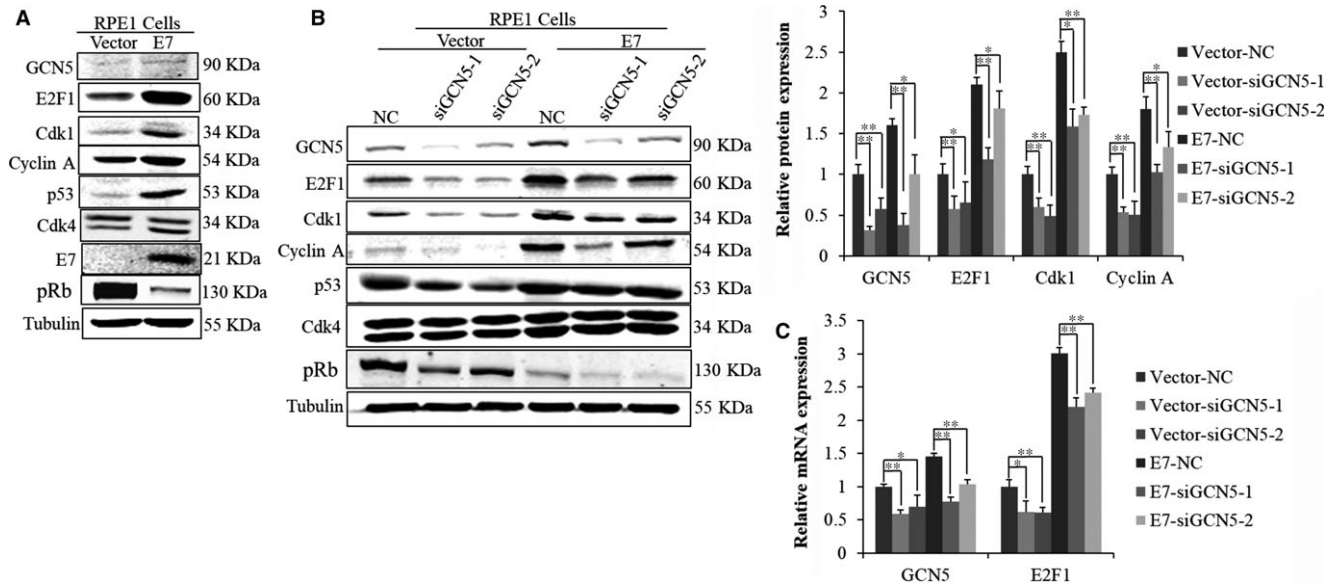 A
RPE1 Cells
Vector E7
GCN5 90 KDa
E2F1 60 KDa
Cdk1 34 KDa
Cyclin A 54 KDa
p53 53 KDa
Cdk4 34 KDa
E7 21 KDa
pRb 130 KDa
Tubulin 55 KDa
B
RPE1 Cells
Vector E7
NC siGCN5-1 siGCN5-2 NC siGCN5-1 siGCN5-2
GCN5 90 KDa
E2F1 60 KDa
Cdk1 34 KDa
Cyclin A 54 KDa
p53 53 KDa
Cdk4 34 KDa
pRb 130 KDa
Tubulin 55 KDa
Relative protein expression
3
2.5
2
1.5
1
0.5
0
** ** * ** * ** * ** ** ** ** * ** ** * **
GCN5 E2F1 Cdk1 Cyclin A
Vector-NC
Vector-siGCN5-1
Vector-siGCN5-2
E7-NC
E7-siGCN5-1
E7-siGCN5-2
C
Relative mRNA expression
3.5
3
2.5
2
1.5
1
0.5
0
* ** ** ** ** * ** **
GCN5 E2F1
Vector-NC
Vector-siGCN5-1
Vector-siGCN5-2
E7-NC
E7-siGCN5-1
E7-siGCN5-2